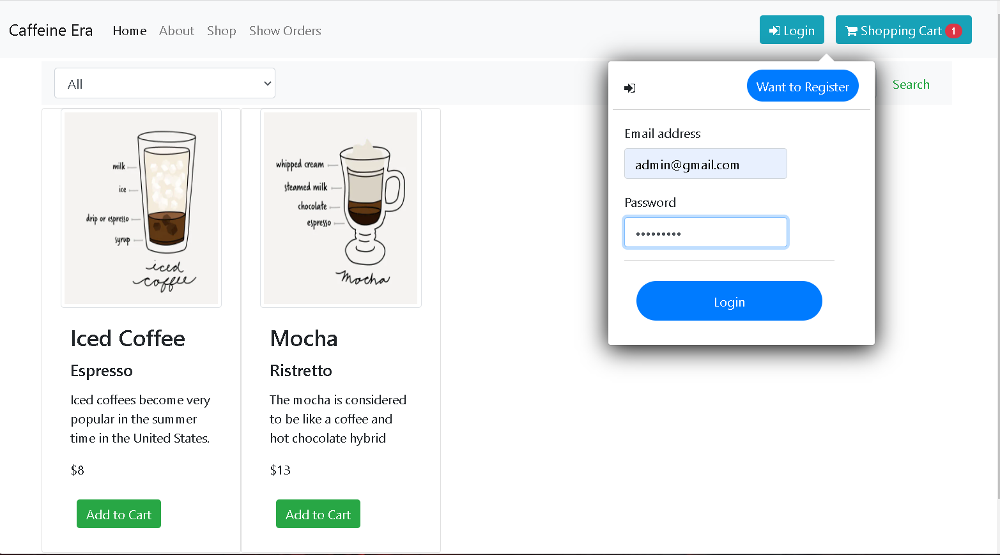 Caffeine Era Home About Shop Show Orders Login Shopping Cart 1
All
Search
Want to Register
Email address
admin@gmail.com
Password
•••••••••
Login
milk
ice
drip or espresso
syrup
iced
coffee
whipped cream
steamed milk
chocolate
espresso
Mocha
Iced Coffee
Espresso
Iced coffees become very
popular in the summer
time in the United States.
$8
Add to Cart
Mocha
Ristretto
The mocha is considered
to be like a coffee and
hot chocolate hybrid
$13
Add to Cart